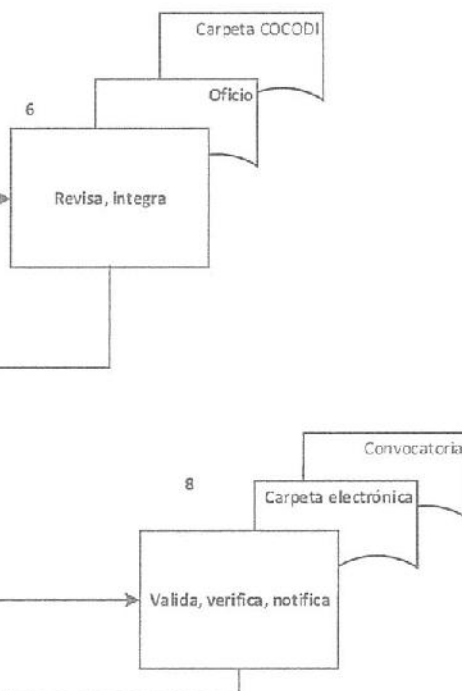 Carpeta COCODI
Oficio
6
Revisa, integra
Convocatoria
8
Carpeta electrónica
Valida, verifica, notifica